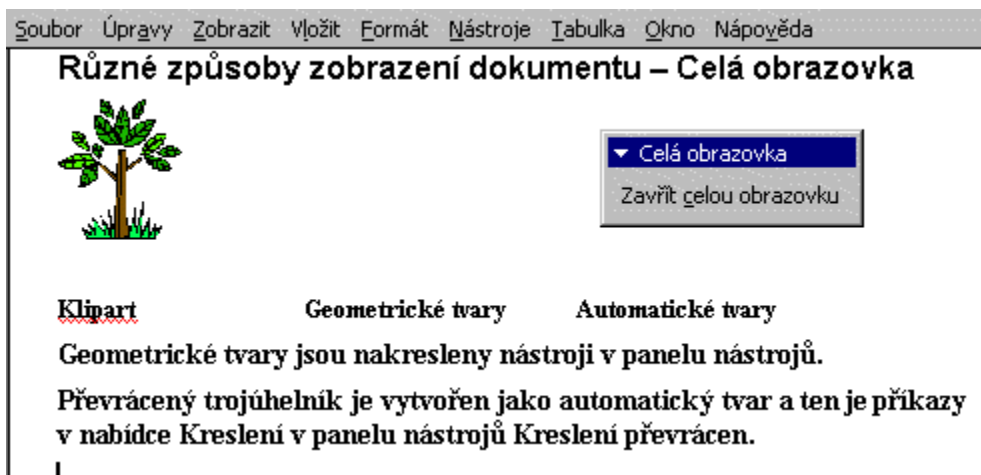 Soubor Úpravy Zobrazit Vložit Formát Nástroje Tabulka Okno Nápověda
Různé způsoby zobrazení dokumentu – Celá obrazovka
Celá obrazovka
Zavřít celou obrazovku
Klipart Geometrické tvary Automatické tvary
Geometrické tvary jsou nakresleny nástroji v panelu nástrojů.
Převrácený trojúhelník je vytvořen jako automatický tvar a ten je příkazy
v nabídce Kreslení v panelu nástrojů Kreslení převrácen.